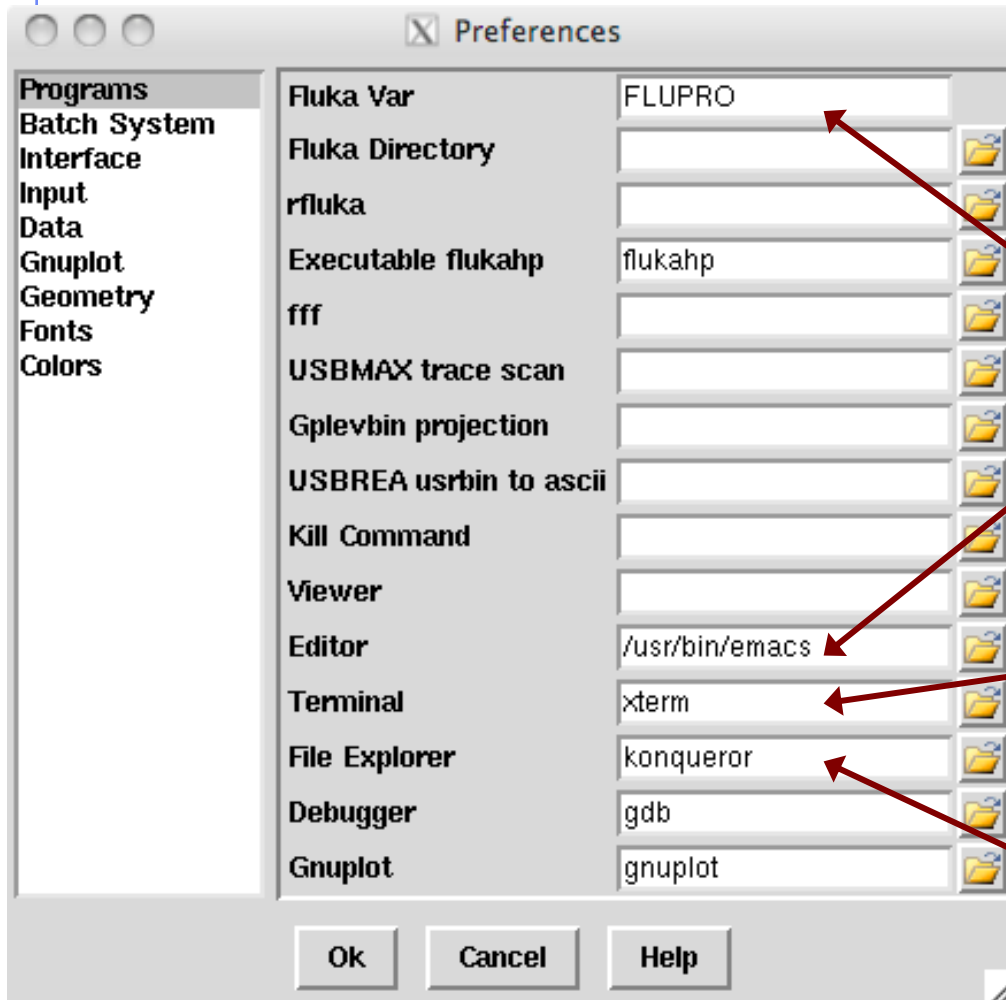 Preferences
Programs
Batch System
Interface
Input
Data
Gnuplot
Geometry
Fonts
Colors
Fluka Var FLUPRO
Fluka Directory
rfluka
Executable flukahp flukahp
fff
USBMAX trace scan
Gplevbin projection
USBREA usrbin to ascii
Kill Command
Viewer
Editor /usr/bin/emacs
Terminal xterm
File Explorer konqueror
Debugger gdb
Gnuplot gnuplot
Ok Cancel Help